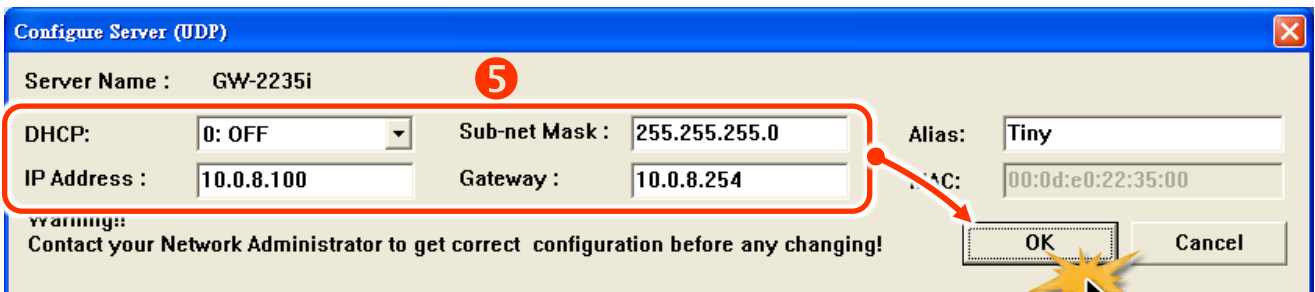 Configure Server (UDP)
Server Name : GW-2235i
5
DHCP: 0: OFF Sub-net Mask : 255.255.255.0 Alias: Tiny
IP Address : 10.0.8.100 Gateway : 10.0.8.254 MAC: 00:0d:e0:22:35:00
Warning!!
Contact your Network Administrator to get correct configuration before any changing!
OK Cancel